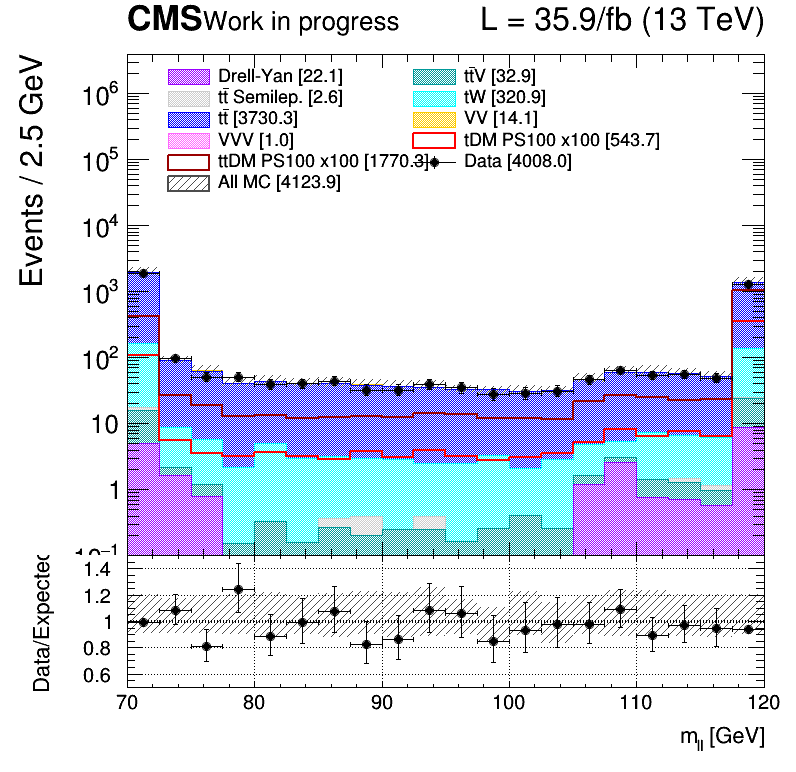 CMS Work in progress L = 35.9/fb (13 TeV)
Events / 2.5 GeV
Drell-Yan [22.1] tt̄V [32.9]
tt̄ Semilep. [2.6] tW [320.9]
tt̄ [3730.3] VV [14.1]
VVV [1.0] tDM PS100 x100 [543.7]
ttDM PS100 x100 [1770.3] Data [4008.0]
All MC [4123.9]
10⁶
10⁵
10⁴
10³
10²
10
1
10⁻¹
Data/Expected
1.4
1.2
1
0.8
0.6
70 80 90 100 110 120
m_ll [GeV]